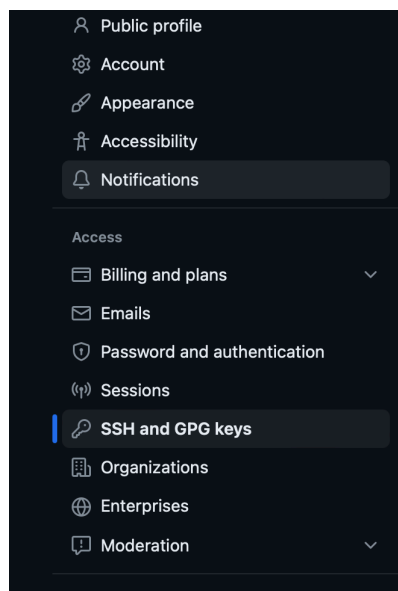 Public profile
Account
Appearance
Accessibility
Notifications
Access
Billing and plans
Emails
Password and authentication
Sessions
SSH and GPG keys
Organizations
Enterprises
Moderation